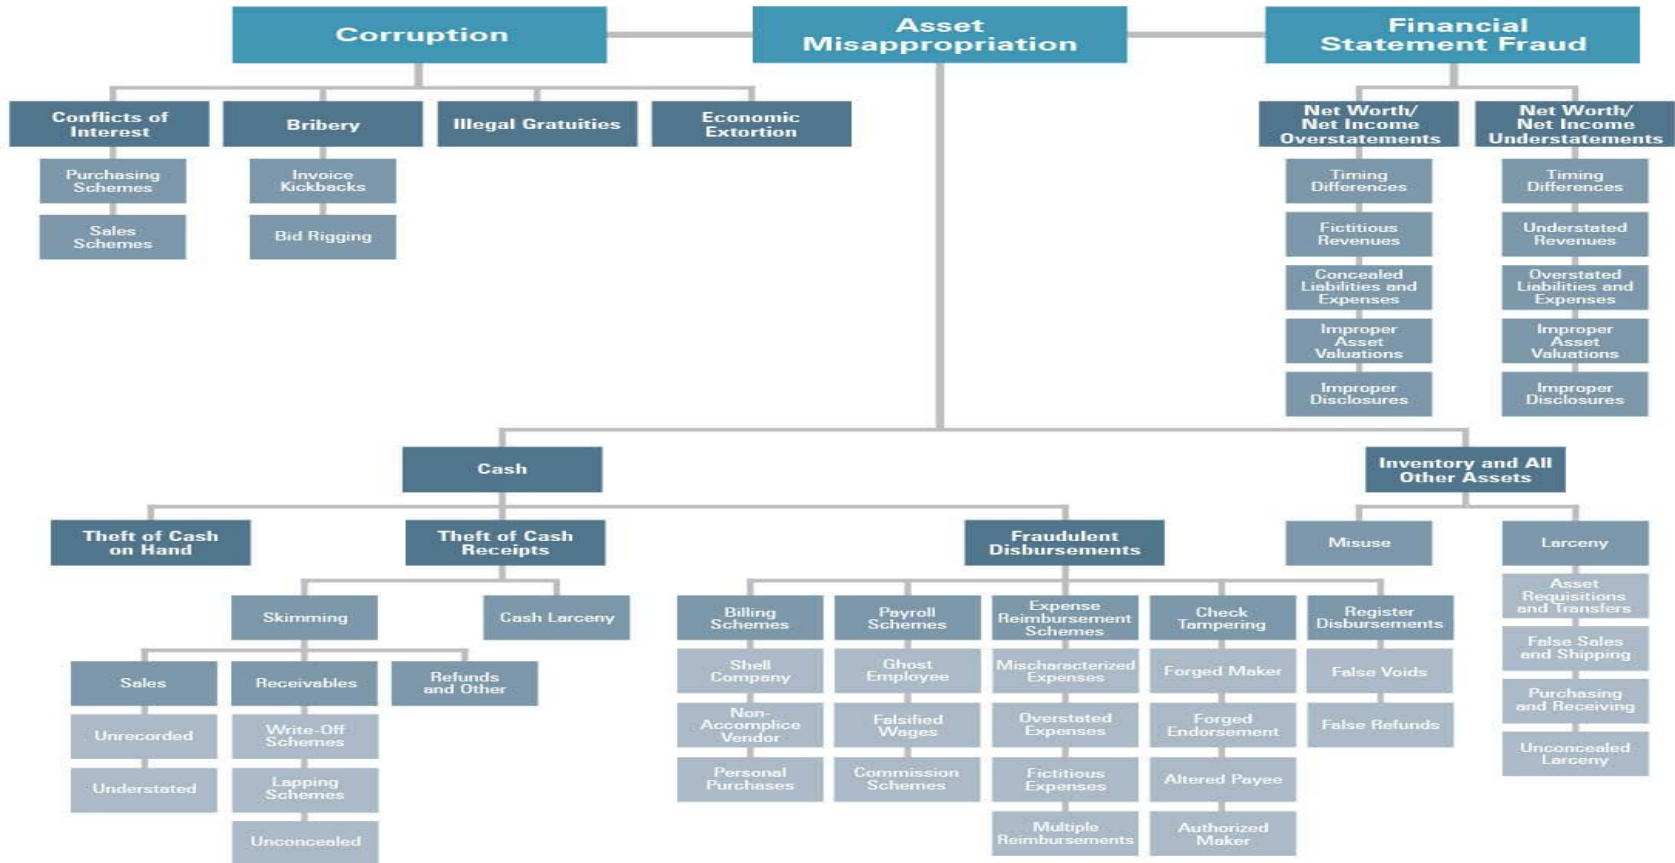 Corruption
Asset
Misappropriation
Financial
Statement Fraud
Conflicts of
Interest
Bribery
Illegal Gratuities
Economic
Extortion
Net Worth/
Net Income
Overstatements
Net Worth/
Net Income
Understatements
Purchasing
Schemes
Sales
Schemes
Invoice
Kickbacks
Bid Rigging
Timing
Differences
Fictitious
Revenues
Concealed
Liabilities and
Expenses
Improper
Asset
Valuations
Improper
Disclosures
Timing
Differences
Understated
Revenues
Overstated
Liabilities and
Expenses
Improper
Asset
Valuations
Improper
Disclosures
Cash
Inventory and All
Other Assets
Theft of Cash
on Hand
Theft of Cash
Receipts
Fraudulent
Disbursements
Misuse
Larceny
Asset
Requisitions
and Transfers
False Sales
and Shipping
Purchasing
and Receiving
Unconcealed
Larceny
Skimming
Cash Larceny
Sales
Unrecorded
Understated
Receivables
Write-Off
Schemes
Lapping
Schemes
Unconcealed
Refunds
and Other
Billing
Schemes
Shell
Company
Non-
Accomplice
Vendor
Personal
Purchases
Payroll
Schemes
Ghost
Employee
Falsified
Wages
Commission
Schemes
Expense
Reimbursement
Schemes
Mischaracterized
Expenses
Overstated
Expenses
Fictitious
Expenses
Multiple
Reimbursements
Check
Tampering
Forged Maker
Forged
Endorsement
Altered Payee
Authorized
Maker
Register
Disbursements
False Voids
False Refunds